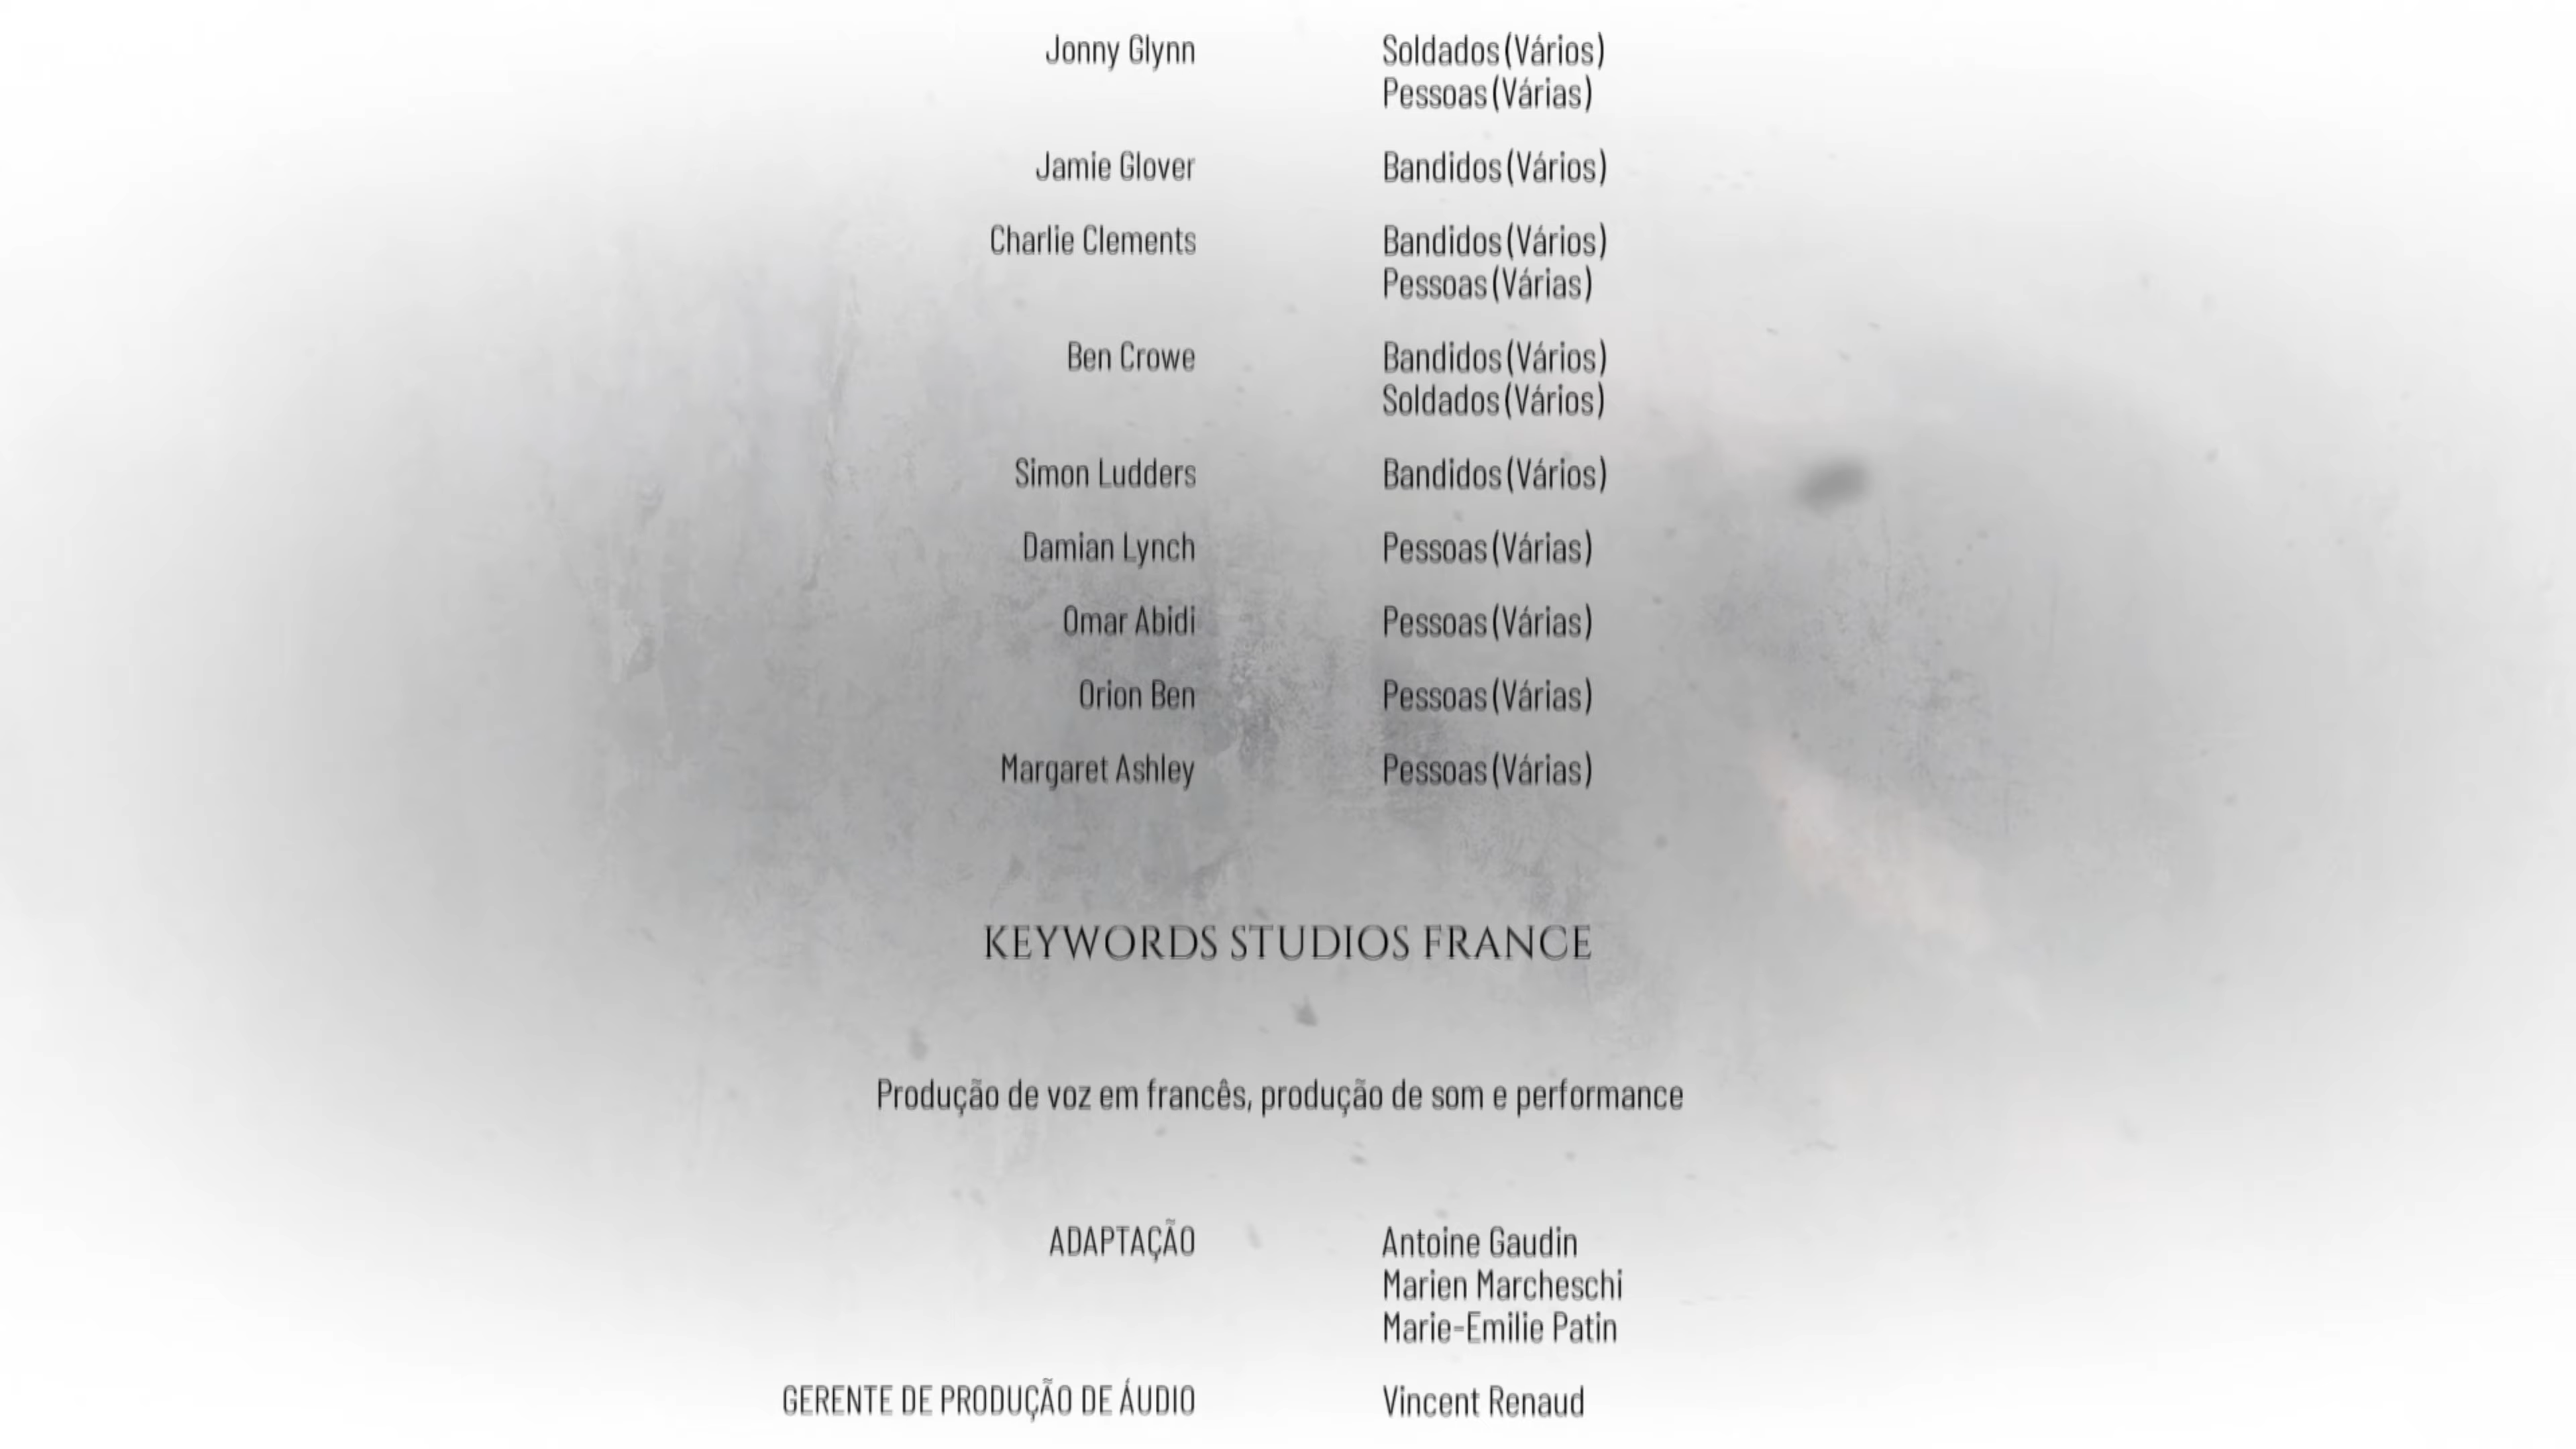 Jonny Glynn Soldados (Vários)
Pessoas (Várias)
Jamie Glover Bandidos (Vários)
Charlie Clements Bandidos (Vários)
Pessoas (Várias)
Ben Crowe Bandidos (Vários)
Soldados (Vários)
Simon Ludders Bandidos (Vários)
Damian Lynch Pessoas (Várias)
Omar Abidi Pessoas (Várias)
Orion Ben Pessoas (Várias)
Margaret Ashley Pessoas (Várias)
KEYWORDS STUDIOS FRANCE
Produção de voz em francês, produção de som e performance
ADAPTAÇÃO Antoine Gaudin
Marien Marcheschi
Marie-Emilie Patin
GERENTE DE PRODUÇÃO DE ÁUDIO Vincent Renaud